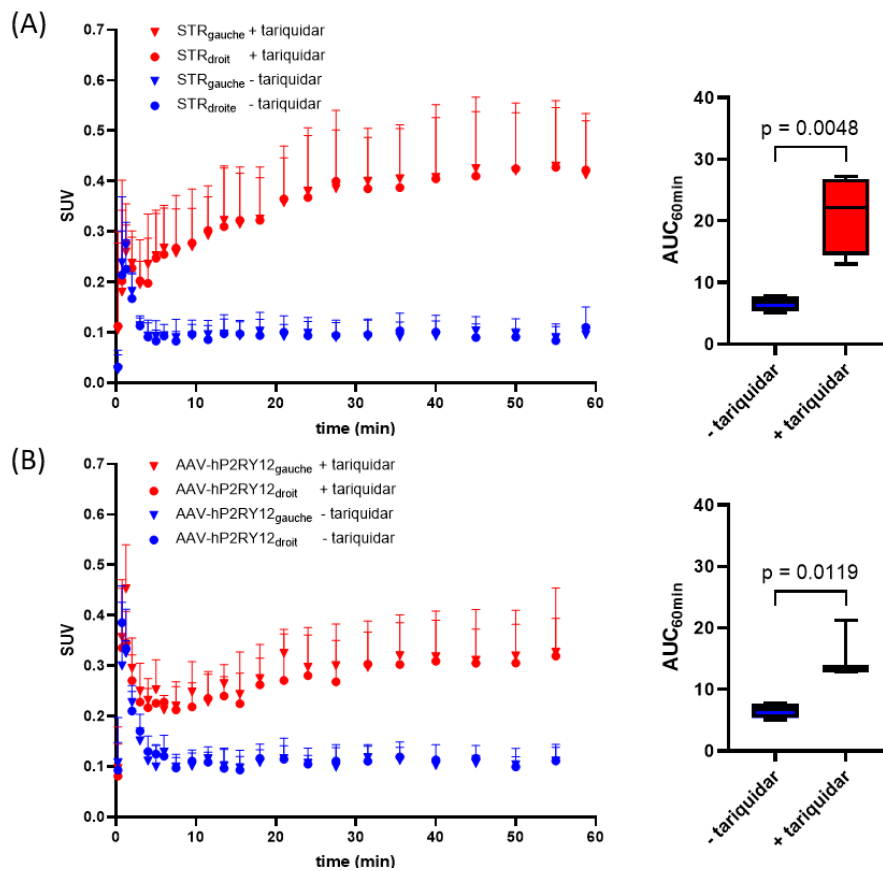 (A)
STRgauche + tariquidar
STRdroit + tariquidar
STRgauche - tariquidar
STRdroite - tariquidar
SUV
0.7
0.6
0.5
0.4
0.3
0.2
0.1
0.0
0 10 20 30 40 50 60
time (min)
AUC60min
40
30
20
10
0
p = 0.0048
- tariquidar
+ tariquidar
(B)
AAV-hP2RY12gauche + tariquidar
AAV-hP2RY12droit + tariquidar
AAV-hP2RY12gauche - tariquidar
AAV-hP2RY12droit - tariquidar
SUV
0.7
0.6
0.5
0.4
0.3
0.2
0.1
0.0
0 10 20 30 40 50 60
time (min)
AUC60min
40
30
20
10
0
p = 0.0119
- tariquidar
+ tariquidar